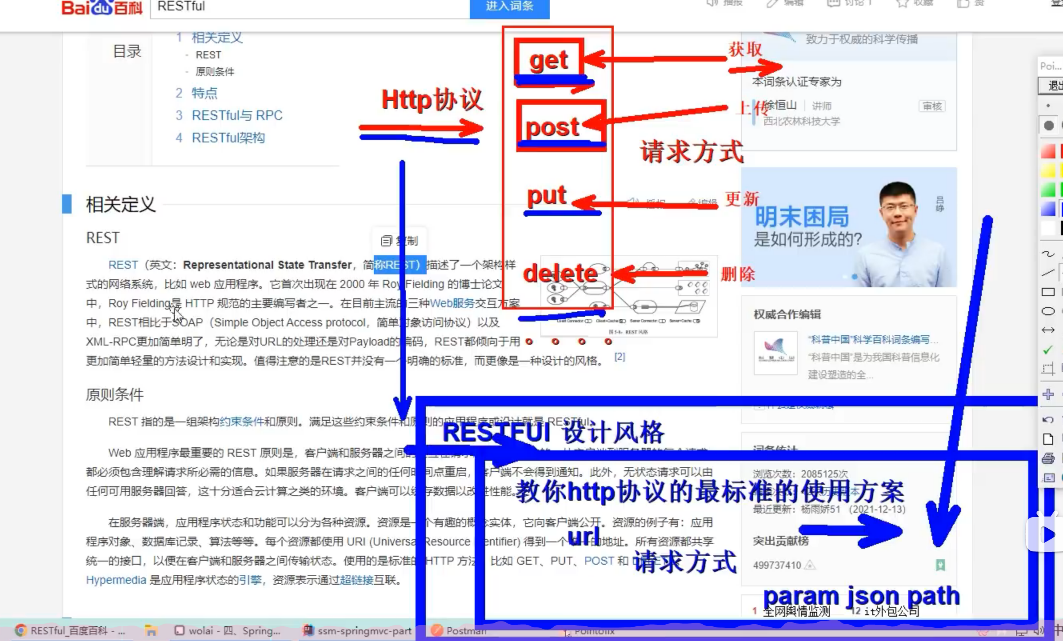 Bai du 百科
RESTful
进入词条
编辑
讨论 1
收藏
目录
1 相关定义
REST
原则条件
2 特点
3 RESTful与 RPC
4 RESTful架构
Http协议
get
post
put
delete
获取
上传
请求方式
更新
删除
致力于权威的科学传播
本词条认证专家为
徐恒山 讲师
审核
西北农林科技大学
明末困局
是如何形成的?
吕峥
相关定义
REST
复制
REST（英文：Representational State Transfer，简称REST）描述了一个架构样
式的网络系统，比如 web 应用程序。它首次出现在 2000 年 Roy Fielding 的博士论文
中，Roy Fielding是 HTTP 规范的主要编写者之一。在目前主流的三种Web服务交互方案
中，REST相比于SOAP（Simple Object Access protocol，简单对象访问协议）以及
XML-RPC更加简单明了，无论是对URL的处理还是对Payload的编码，REST都倾向于用
更加简单轻量的方法设计和实现。值得注意的是REST并没有一个明确的标准，而更像是一种设计的风格。 [2]
权威合作编辑
“科普中国”科学百科词条编写...
“科普中国”是为我国科普信息化
建设塑造的全...
原则条件
REST 指的是一组架构约束条件和原则。满足这些约束条件和原则的应用程序或设计就是 RESTful。
RESTFUl 设计风格
Web 应用程序最重要的 REST 原则是，客户端和服务器之间的
都必须包含理解请求所必需的信息。如果服务器在请求之间的任何时间点重启，客户端不会得到通知。此外，无状态请求可以由
任何可用服务器回答，这十分适合云计算之类的环境。客户端可以缓存数据以改进性能。
教你http协议的最标准的使用方案
url
请求方式
param json path
词条统计
浏览次数：2085125次
最近更新：杨雨娇51 (2021-12-13)
突出贡献榜
499737410
在服务器端，应用程序状态和功能可以分为各种资源。资源是一个有趣的概念实体，它向客户端公开。资源的例子有：应用
程序对象、数据库记录、算法等等。每个资源都使用 URI (Universal Resource Identifier) 得到一个唯一的地址。所有资源都共享
统一的接口，以便在客户端和服务器之间传输状态。使用的是标准的 HTTP 方法，比如 GET、PUT、POST 和
Hypermedia 是应用程序状态的引擎，资源表示通过超链接互联。
1 全网舆情监测
2 it外包公司
RESTful_百度百科 - ...
wolai - 四、Spring...
ssm-springmvc-part
Postman
Pointofix